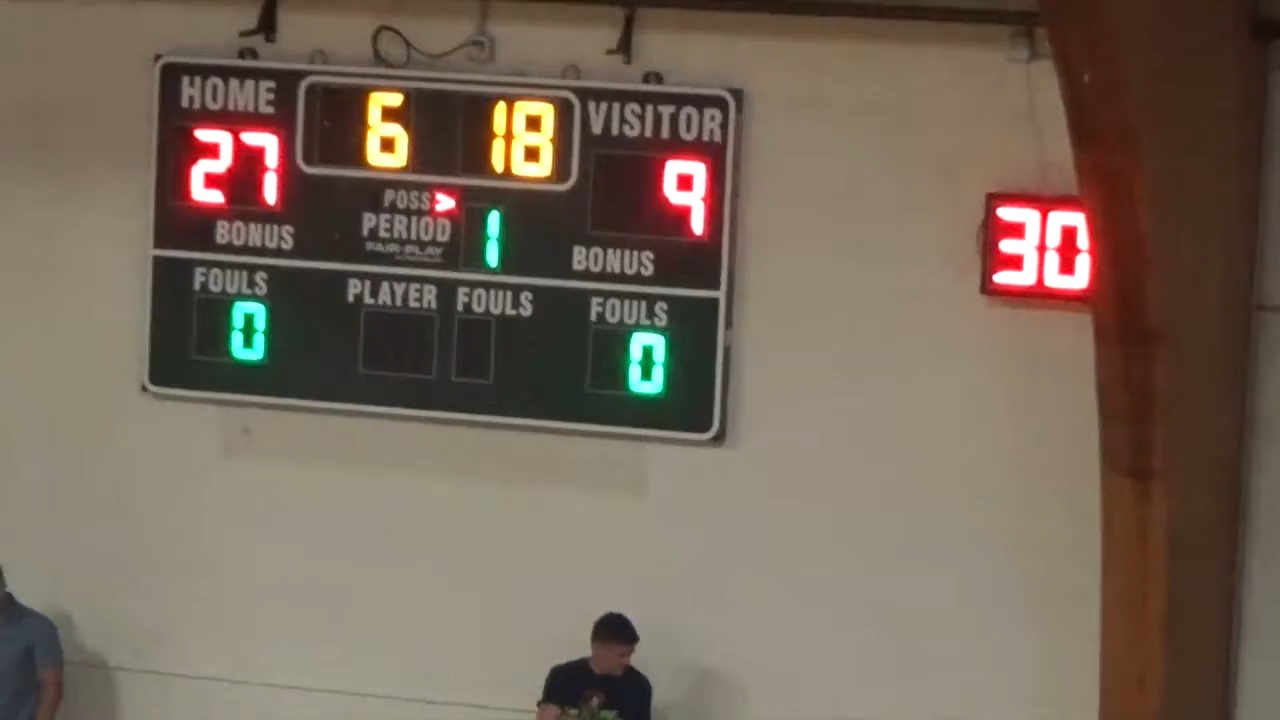 HOME 6 18 VISITOR
27 9
POSS >
PERIOD 1
FAIR-PLAY
BONUS BONUS
30
FOULS PLAYER FOULS FOULS
0 0